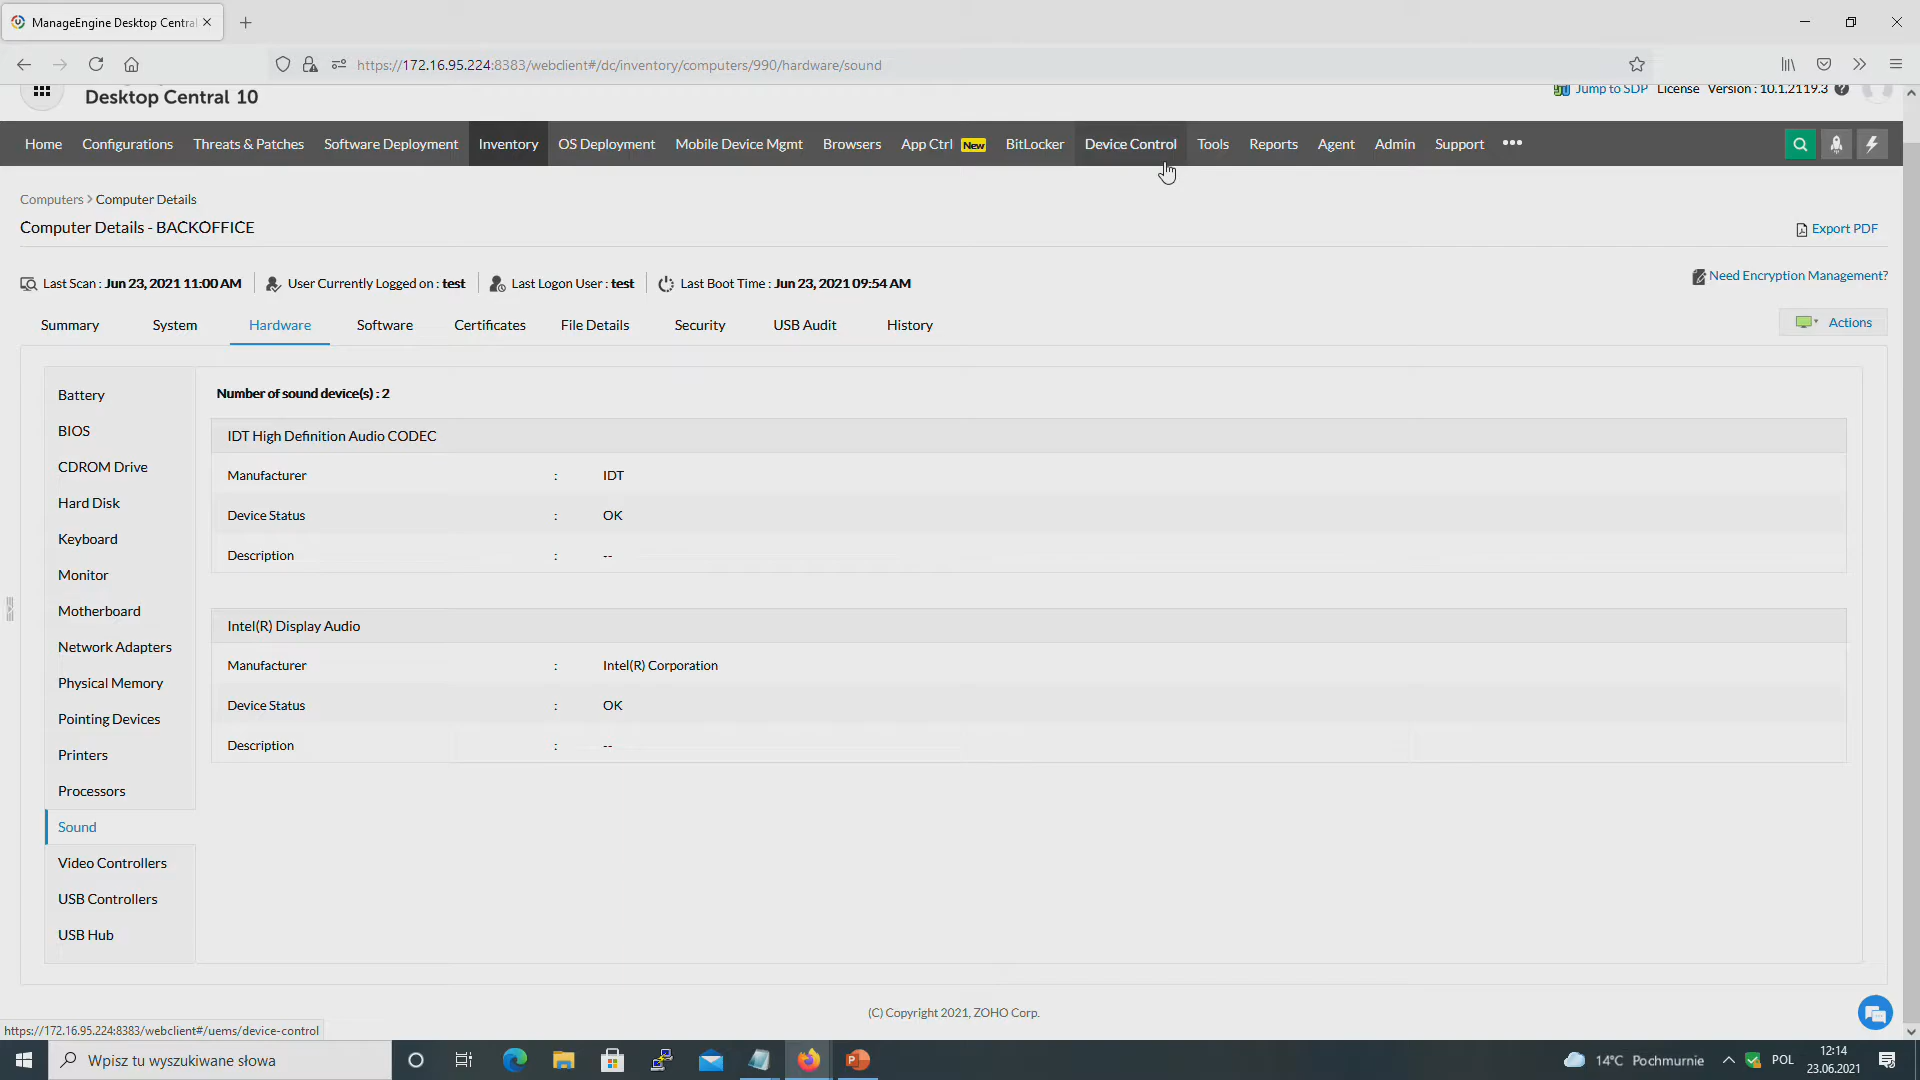 ManageEngine Desktop Central
https://172.16.95.224:8383/webclient#/dc/inventory/computers/990/hardware/sound
Desktop Central 10
Jump to SDP License Version : 10.1.2119.3
Home Configurations Threats & Patches Software Deployment Inventory OS Deployment Mobile Device Mgmt Browsers App Ctrl New BitLocker Device Control Tools Reports Agent Admin Support
Computers > Computer Details
Computer Details - BACKOFFICE
Export PDF
Last Scan : Jun 23, 2021 11:00 AM User Currently Logged on : test Last Logon User : test Last Boot Time : Jun 23, 2021 09:54 AM
Need Encryption Management?
Summary System Hardware Software Certificates File Details Security USB Audit History
Actions
Battery
BIOS
CDROM Drive
Hard Disk
Keyboard
Monitor
Motherboard
Network Adapters
Physical Memory
Pointing Devices
Printers
Processors
Sound
Video Controllers
USB Controllers
USB Hub
Number of sound device(s) : 2
IDT High Definition Audio CODEC
Manufacturer : IDT
Device Status : OK
Description : --
Intel(R) Display Audio
Manufacturer : Intel(R) Corporation
Device Status : OK
Description : --
(C) Copyright 2021, ZOHO Corp.
https://172.16.95.224:8383/webclient#/uems/device-control
Wpisz tu wyszukiwane słowa
14°C Pochmurnie
POL
12:14
23.06.2021